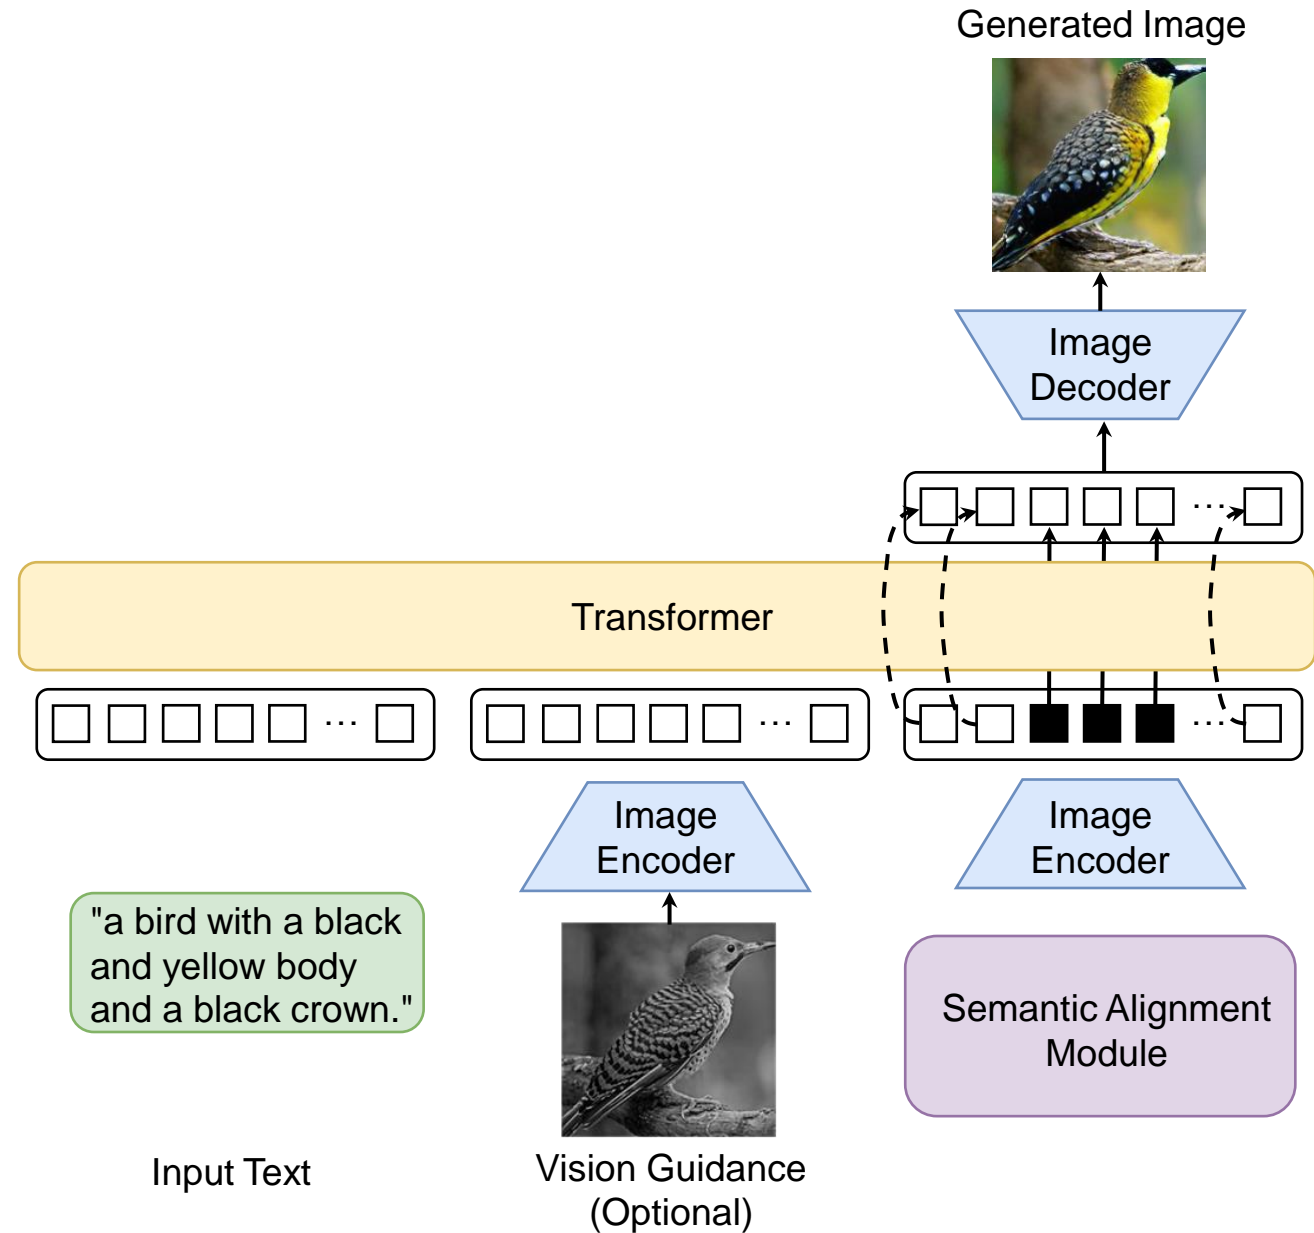 Generated Image
Image
Decoder
...
Transformer
...
...
...
Image
Encoder
Image
Encoder
"a bird with a black
and yellow body
and a black crown."
Semantic Alignment
Module
Input Text
Vision Guidance
(Optional)